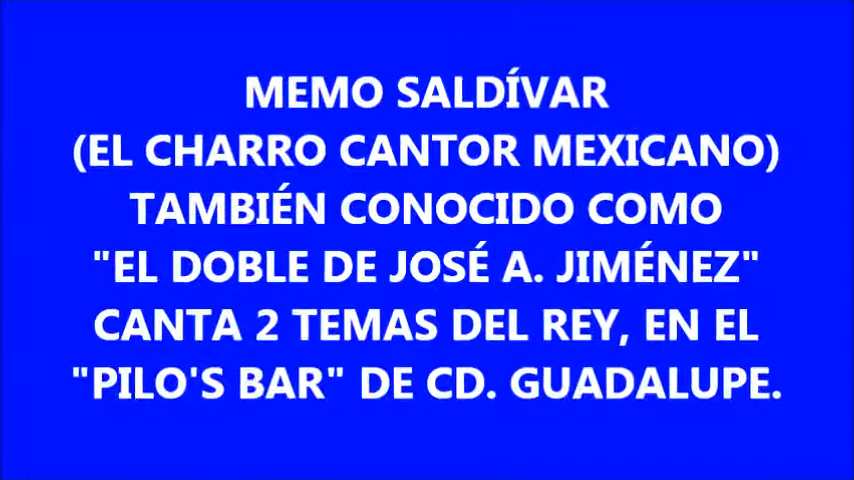 MEMO SALDÍVAR
(EL CHARRO CANTOR MEXICANO)
TAMBIÉN CONOCIDO COMO
"EL DOBLE DE JOSÉ A. JIMÉNEZ"
CANTA 2 TEMAS DEL REY, EN EL
"PILO'S BAR" DE CD. GUADALUPE.